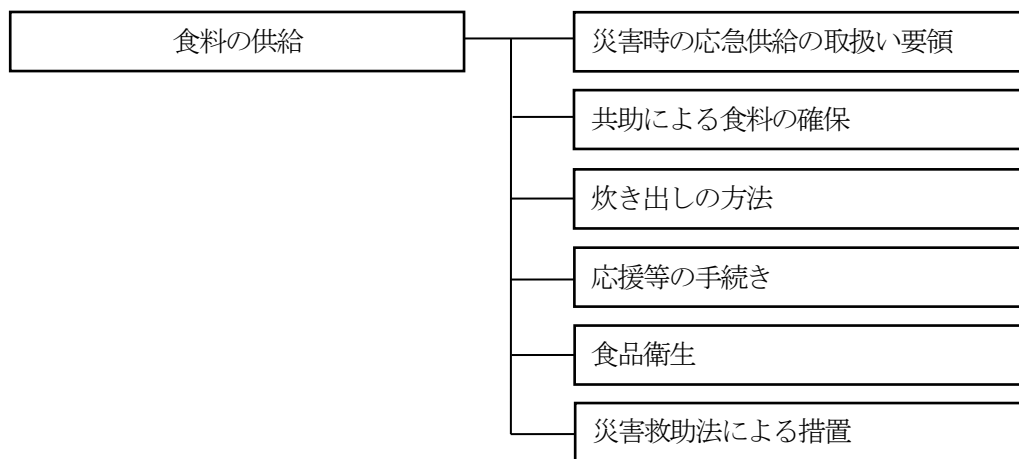 食料の供給
災害時の応急供給の取扱い要領
共助による食料の確保
炊き出しの方法
応援等の手続き
食品衛生
災害救助法による措置